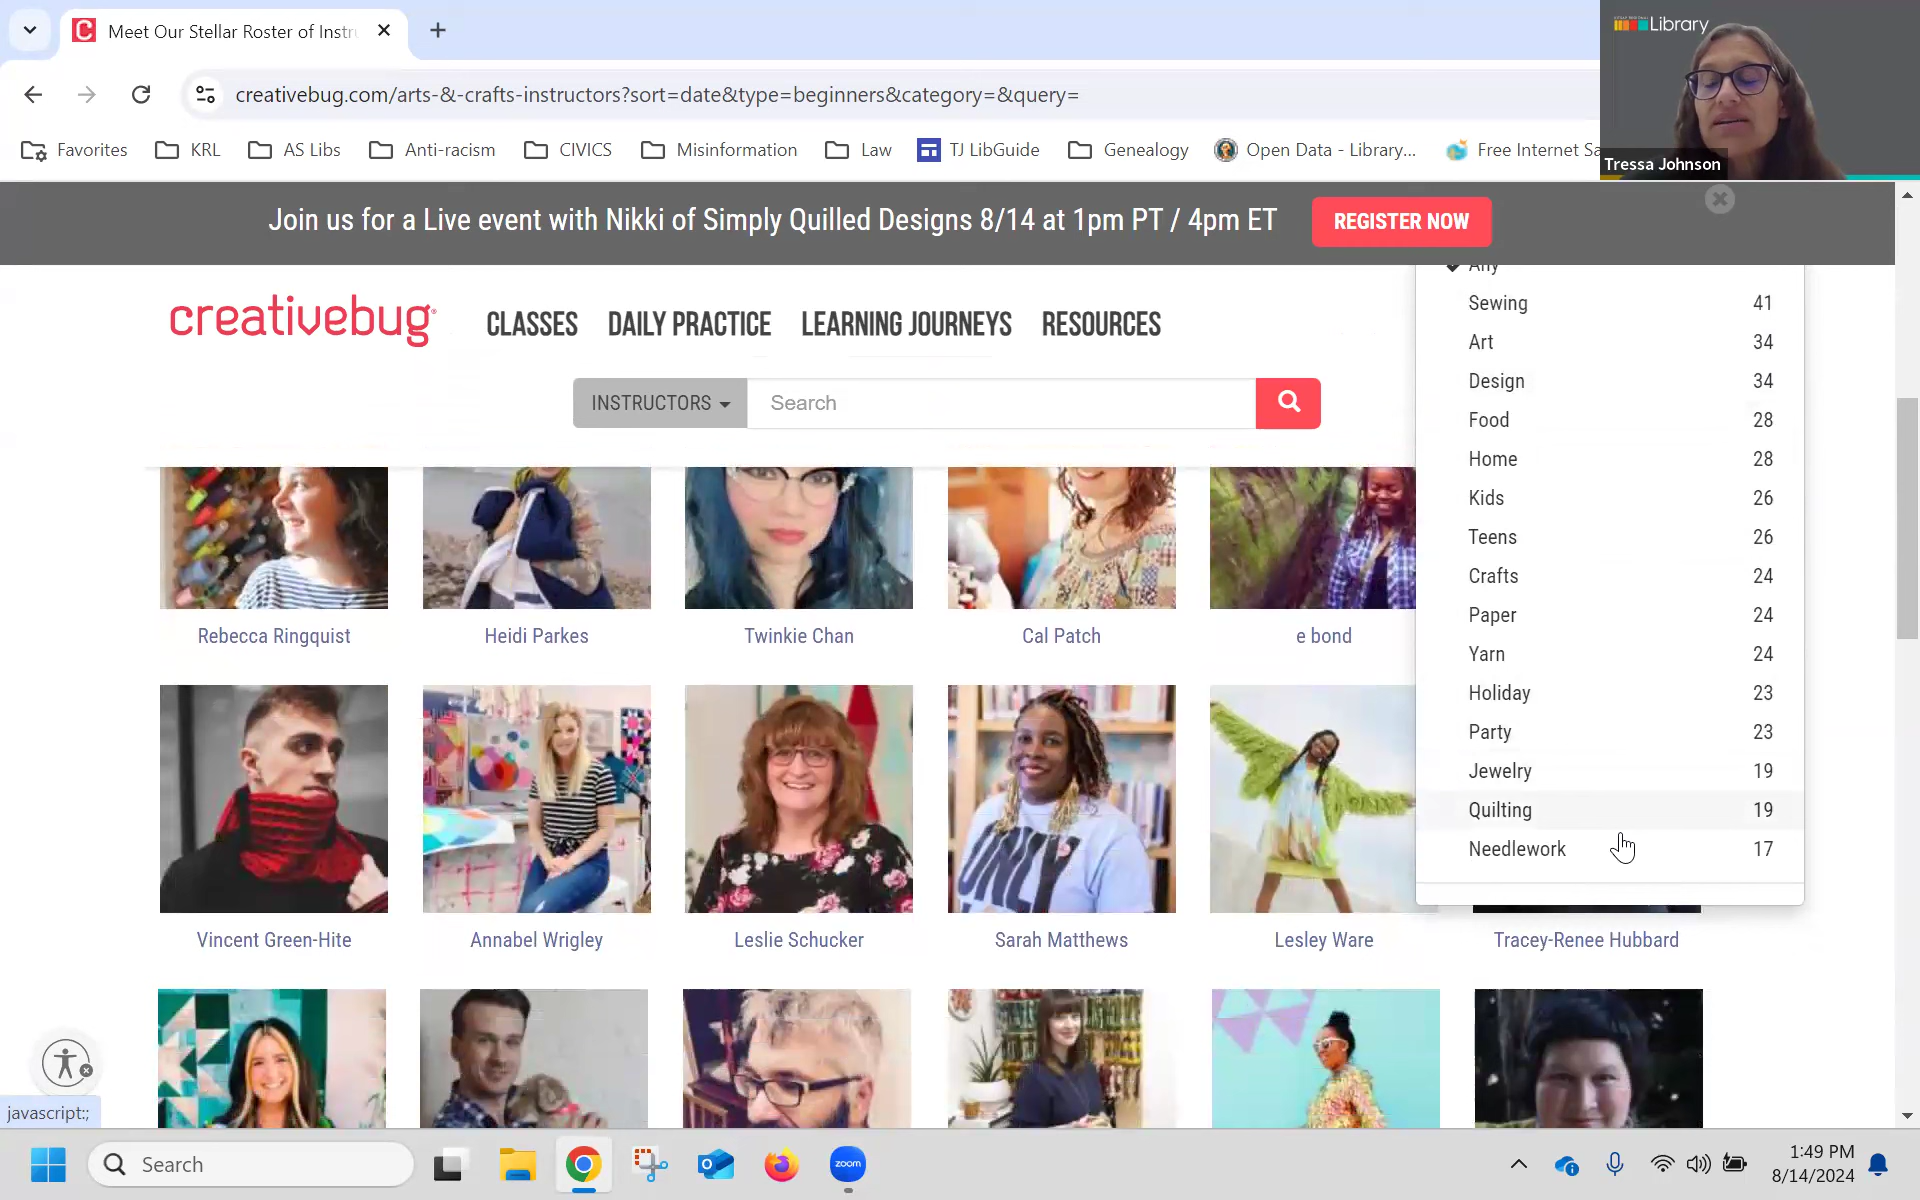 Meet Our Stellar Roster of Instr
creativebug.com/arts-&-crafts-instructors?sort=date&type=beginners&category=&query=
Favorites
KRL
AS Libs
Anti-racism
CIVICS
Misinformation
Law
TJ LibGuide
Genealogy
Open Data - Library...
Free Internet Sa
Library
Tressa Johnson
Join us for a Live event with Nikki of Simply Quilled Designs 8/14 at 1pm PT / 4pm ET
REGISTER NOW
creativebug
CLASSES
DAILY PRACTICE
LEARNING JOURNEYS
RESOURCES
INSTRUCTORS
Search
Any
Sewing 41
Art 34
Design 34
Food 28
Home 28
Kids 26
Teens 26
Crafts 24
Paper 24
Yarn 24
Holiday 23
Party 23
Jewelry 19
Quilting 19
Needlework 17
Rebecca Ringquist
Heidi Parkes
Twinkie Chan
Cal Patch
e bond
ONLY
Vincent Green-Hite
Annabel Wrigley
Leslie Schucker
Sarah Matthews
Lesley Ware
Tracey-Renee Hubbard
javascript:;
Search
zoom
1:49 PM
8/14/2024